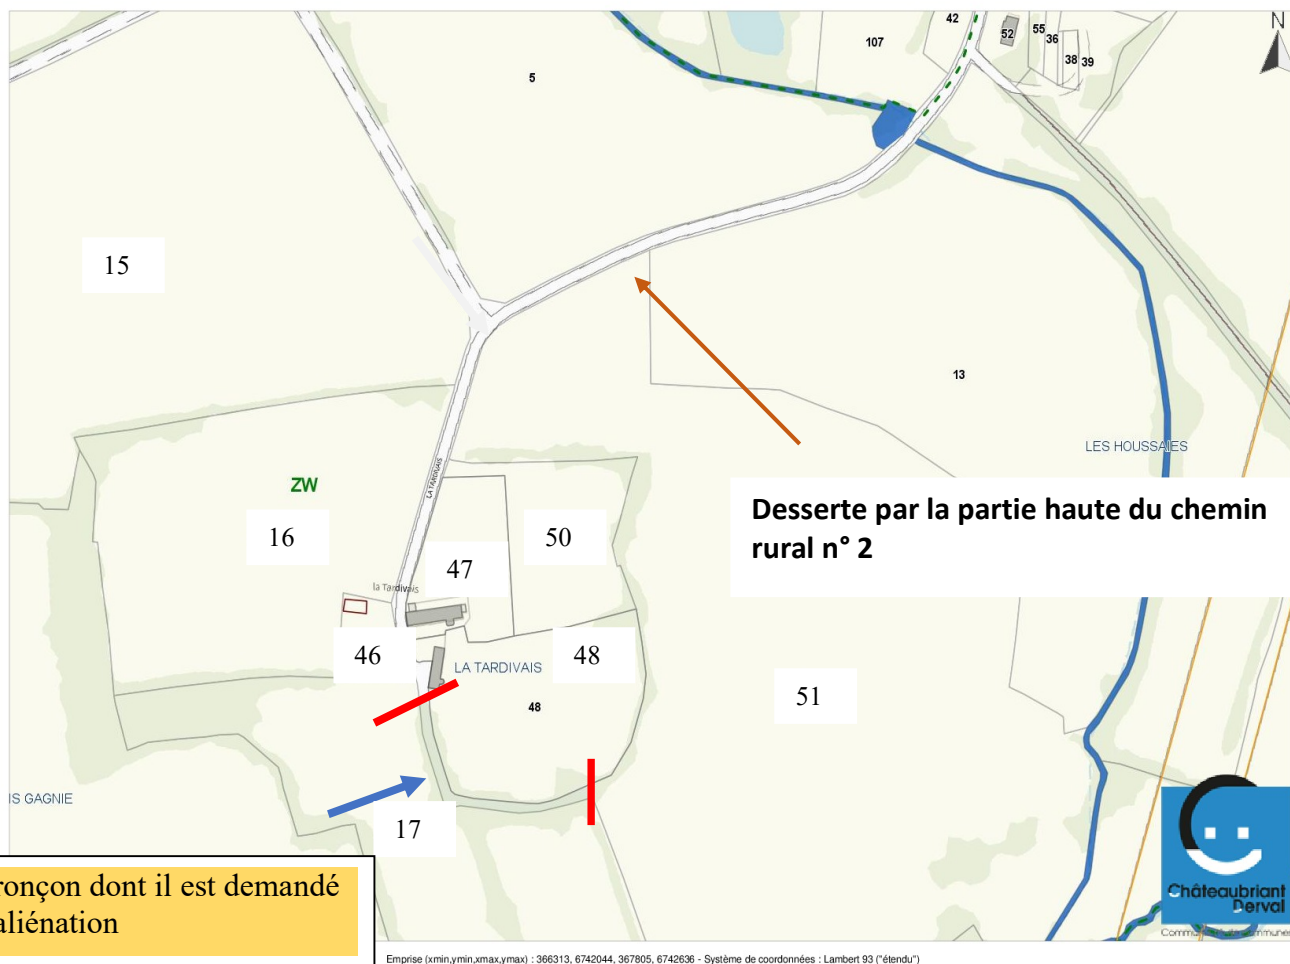 42
55
36
52
107
38
39
N
5
15
13
LES HOUSSAIES
LA TARDIVAIS
ZW
16
50
47
Desserte par la partie haute du chemin
rural n° 2
la Tardivais
46
LA TARDIVAIS
48
51
48
IS GAGNIE
17
ronçon dont il est demandé
aliénation
Châteaubriant
Derval
Emprise (xmin,ymin,xmax,ymax) : 366313, 6742044, 367805, 6742636 - Système de coordonnées : Lambert 93 ("étendu")